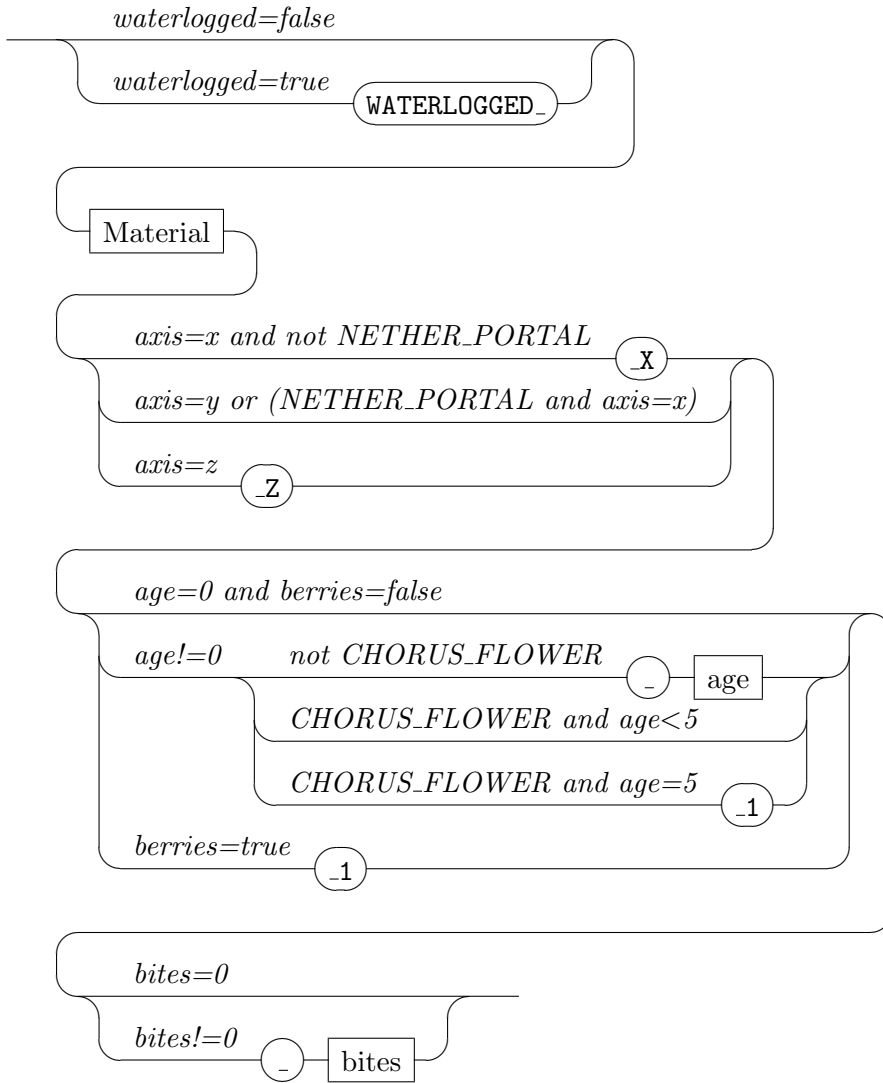 waterlogged=false
waterlogged=true WATERLOGGED_
Material
axis=x and not NETHER_PORTAL _X
axis=y or (NETHER_PORTAL and axis=x)
axis=z _Z
age=0 and berries=false
age!=0 not CHORUS_FLOWER _ age
CHORUS_FLOWER and age<5
CHORUS_FLOWER and age=5 _1
berries=true _1
bites=0
bites!=0 _ bites